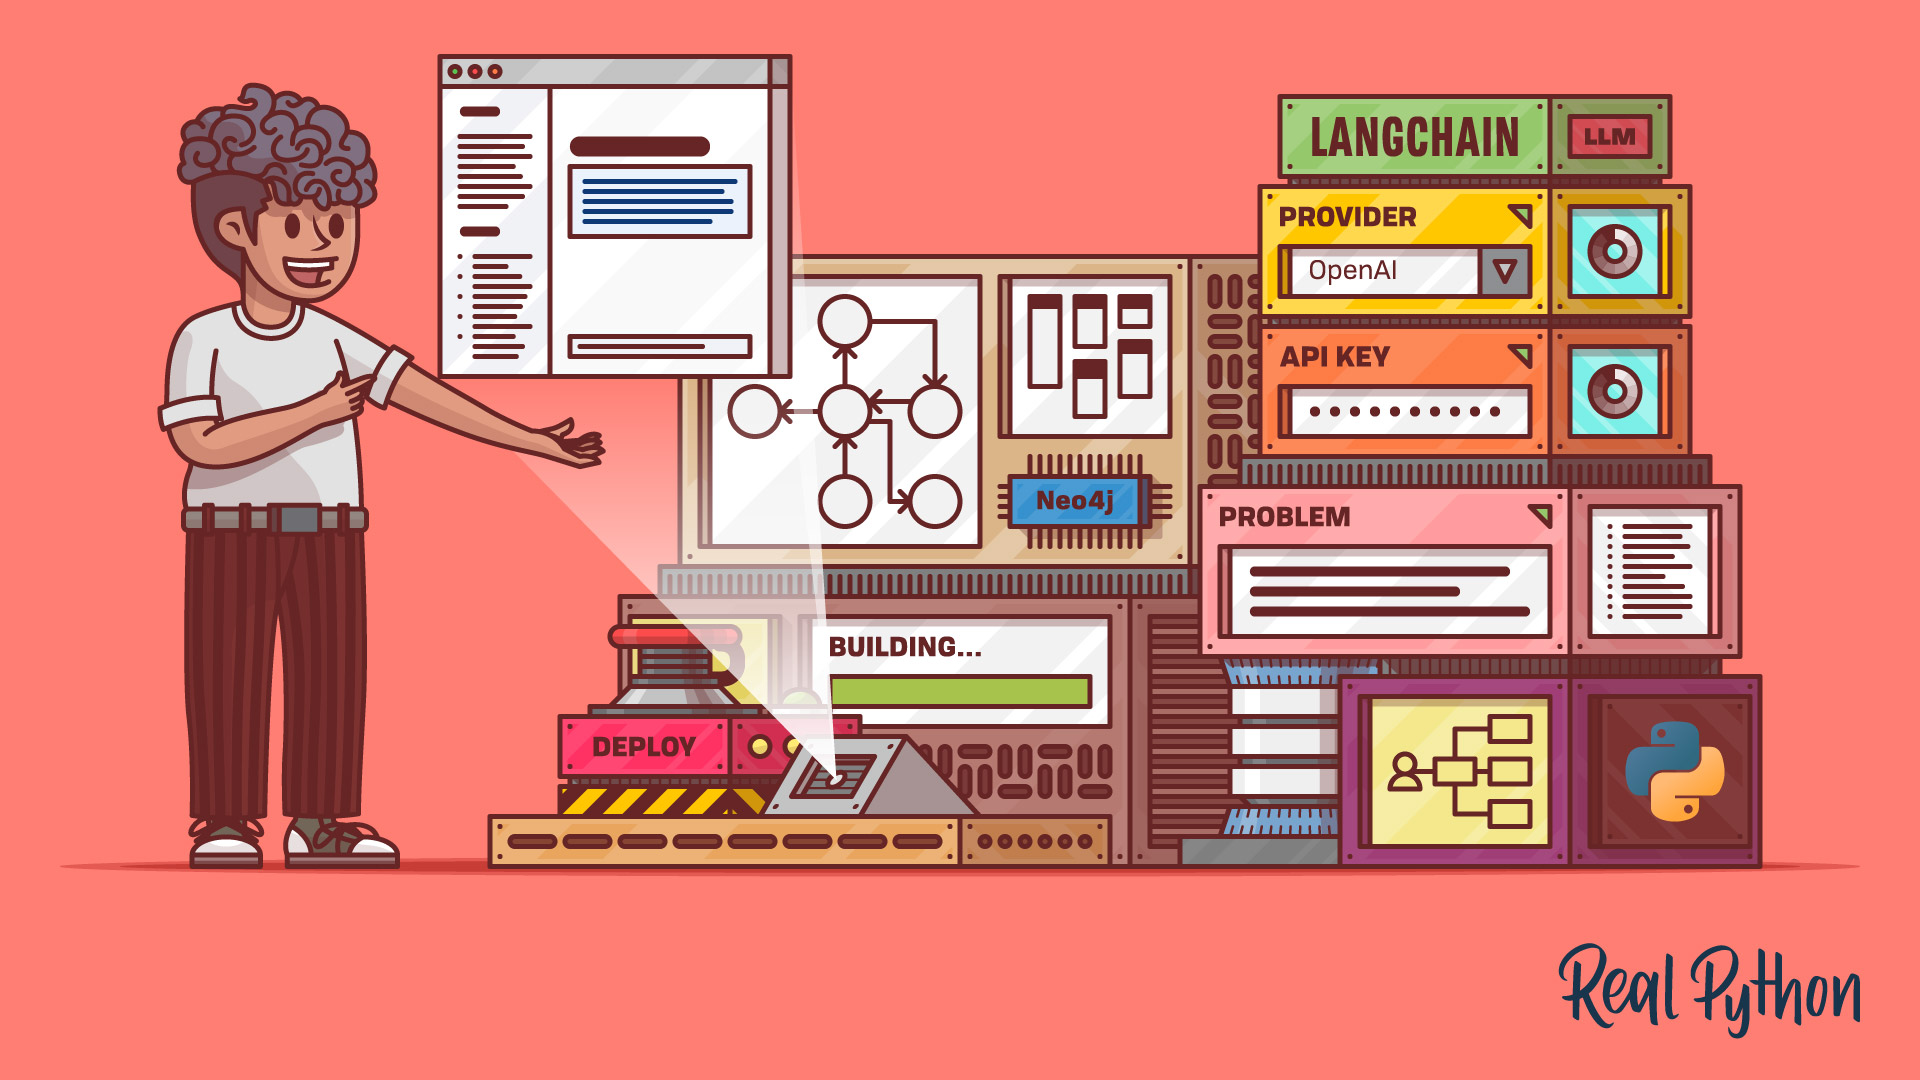 LANGCHAIN
LLM
PROVIDER
OpenAI
API KEY
Neo4j
PROBLEM
BUILDING...
DEPLOY
Real Python